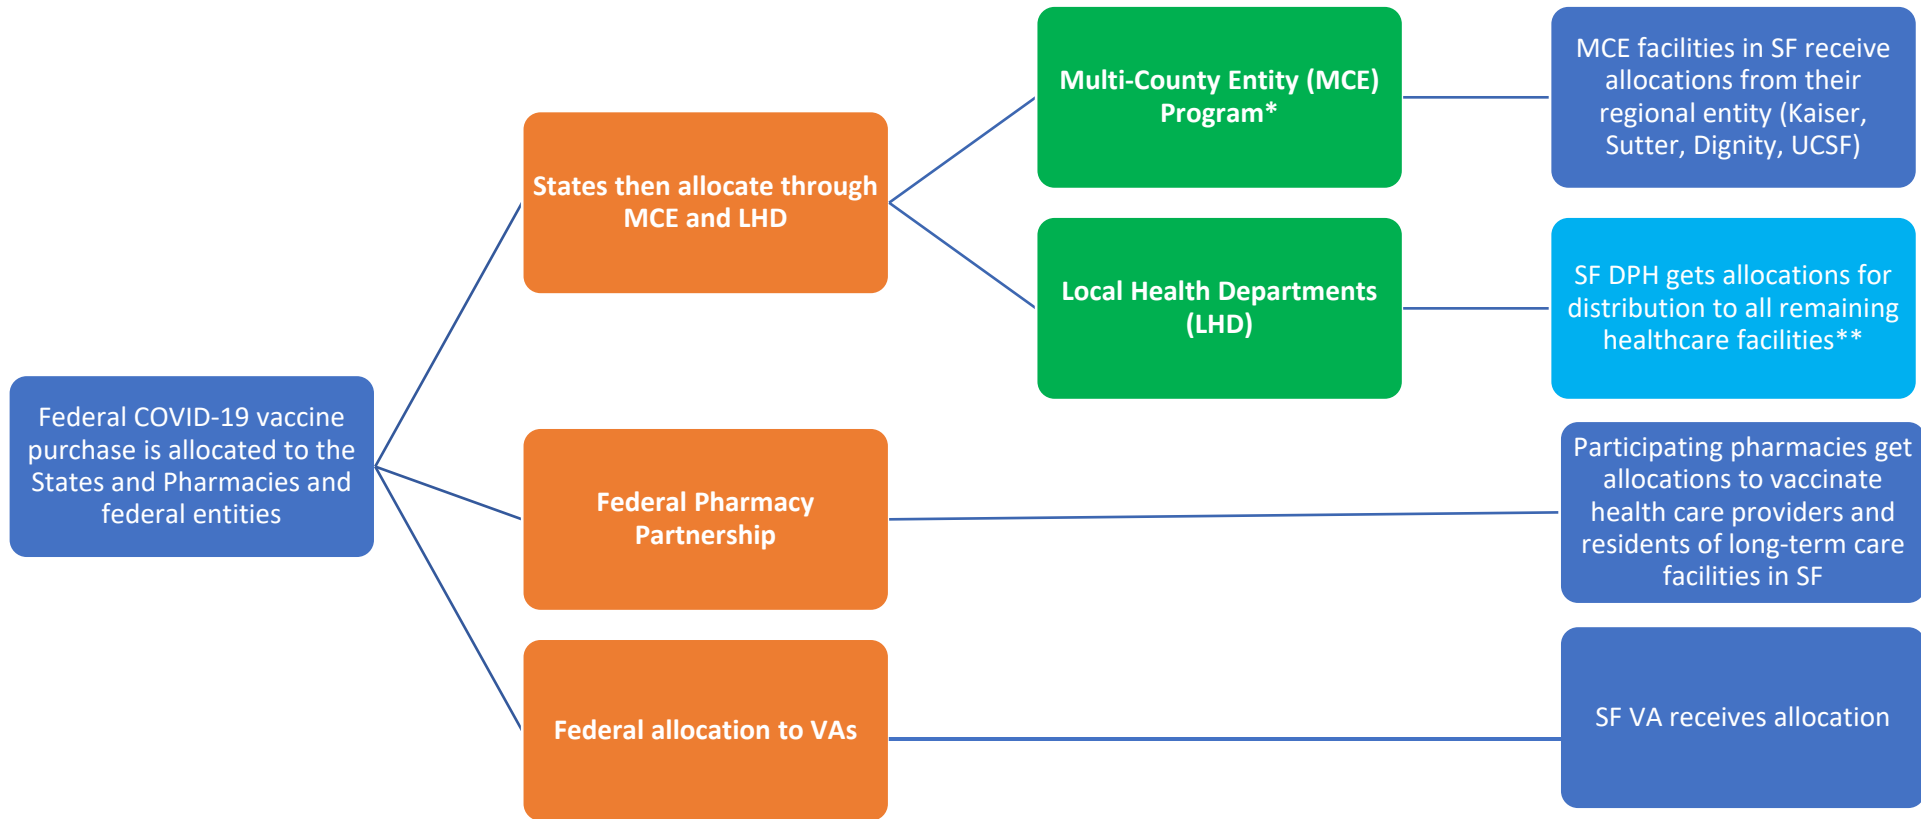 Federal COVID-19 vaccine
purchase is allocated to the
States and Pharmacies and
federal entities
States then allocate through
MCE and LHD
Multi-County Entity (MCE)
Program*
MCE facilities in SF receive
allocations from their
regional entity (Kaiser,
Sutter, Dignity, UCSF)
Local Health Departments
(LHD)
SF DPH gets allocations for
distribution to all remaining
healthcare facilities**
Federal Pharmacy
Partnership
Participating pharmacies get
allocations to vaccinate
health care providers and
residents of long-term care
facilities in SF
Federal allocation to VAs
SF VA receives allocation